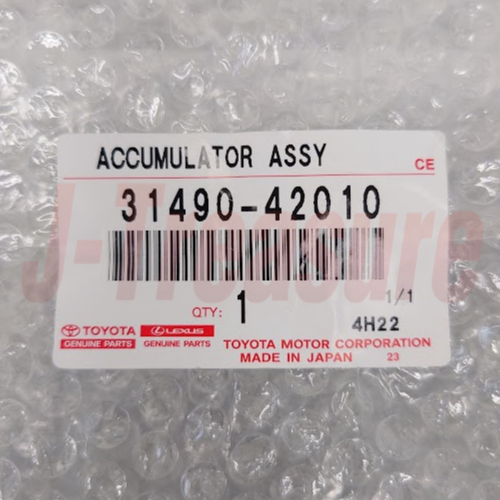 ACCUMULATOR ASSY
CE
31490-42010
J-Treasure
QTY: 1
1/1
4H22
TOYOTA LEXUS
GENUINE PARTS GENUINE PARTS
TOYOTA MOTOR CORPORATION
MADE IN JAPAN 23